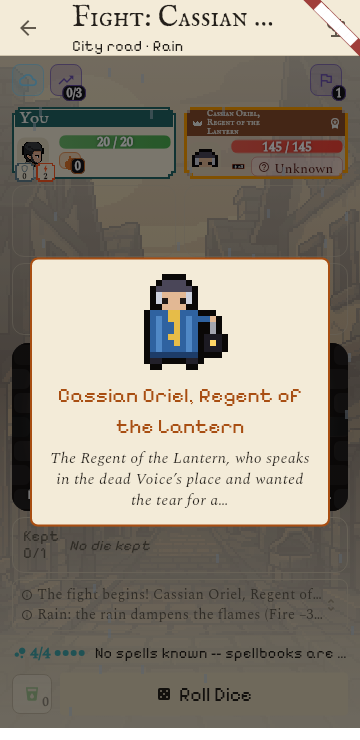 Fight: Cassian ...
City road · Rain
0/3
1
You
20 / 20
0
0
2
Cassian Oriel,
Regent of the
Lantern
145 / 145
Unknown
Cassian Oriel, Regent of
the Lantern
The Regent of the Lantern, who speaks
in the dead Voice's place and wanted
the tear for a...
Kept
0/1
No die kept
The fight begins! Cassian Oriel, Regent of...
Rain: the rain dampens the flames (Fire -3...
4/4
No spells known -- spellbooks are ...
0
Roll Dice